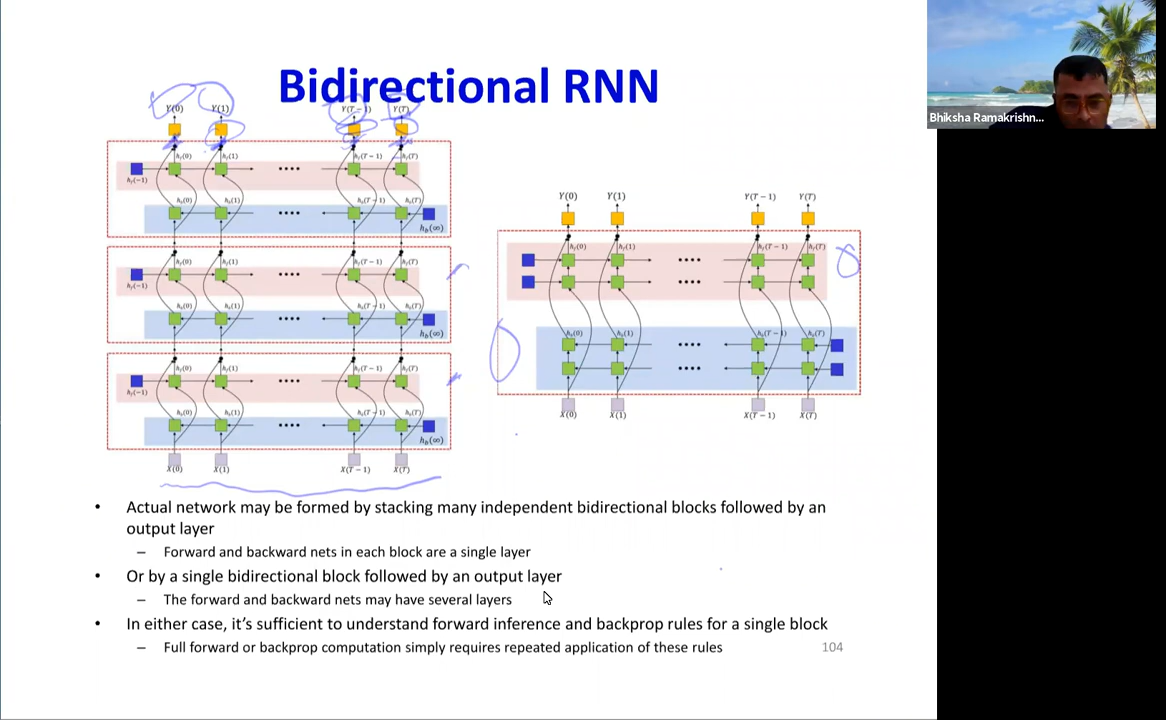 Bidirectional RNN
Bhiksha Ramakrishn...
Y(0) Y(1) Y(T − 1) Y(T)
h_f(0) h_f(1) •••• h_f(T − 1) h_f(T)
h_f(−1)
h_b(0) h_b(1) •••• h_b(T − 1) h_b(T)
h_b(∞)
h_f(0) h_f(1) •••• h_f(T − 1) h_f(T)
h_f(−1)
h_b(0) h_b(1) •••• h_b(T − 1) h_b(T)
h_b(∞)
h_f(0) h_f(1) •••• h_f(T − 1) h_f(T)
h_f(−1)
h_b(0) h_b(1) •••• h_b(T − 1) h_b(T)
h_b(∞)
X(0) X(1) X(T − 1) X(T)
Y(0) Y(1) Y(T − 1) Y(T)
h_f(0) h_f(1) h_f(T − 1) h_f(T)
••••
••••
h_b(0) h_b(1) •••• h_b(T − 1) h_b(T)
••••
X(0) X(1) X(T − 1) X(T)
• Actual network may be formed by stacking many independent bidirectional blocks followed by an
output layer
– Forward and backward nets in each block are a single layer
• Or by a single bidirectional block followed by an output layer
– The forward and backward nets may have several layers
• In either case, it's sufficient to understand forward inference and backprop rules for a single block
– Full forward or backprop computation simply requires repeated application of these rules
104